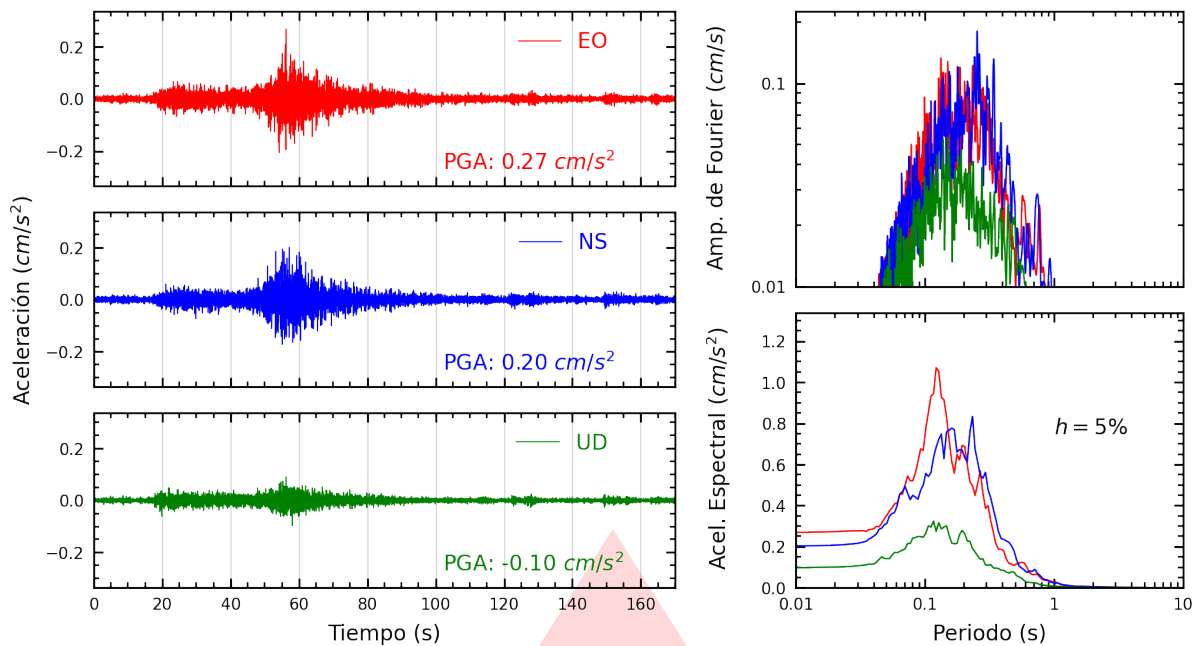 Aceleración (cm/s²)
0.2
0.0
−0.2
EO
PGA: 0.27 cm/s²
0.2
0.0
−0.2
NS
PGA: 0.20 cm/s²
0.2
0.0
−0.2
UD
PGA: -0.10 cm/s²
0 20 40 60 80 100 120 140 160
Tiempo (s)
Amp. de Fourier (cm/s)
0.1
0.01
Acel. Espectral (cm/s²)
1.2
1.0
0.8
0.6
0.4
0.2
0.0
h = 5%
0.01 0.1 1 10
Periodo (s)